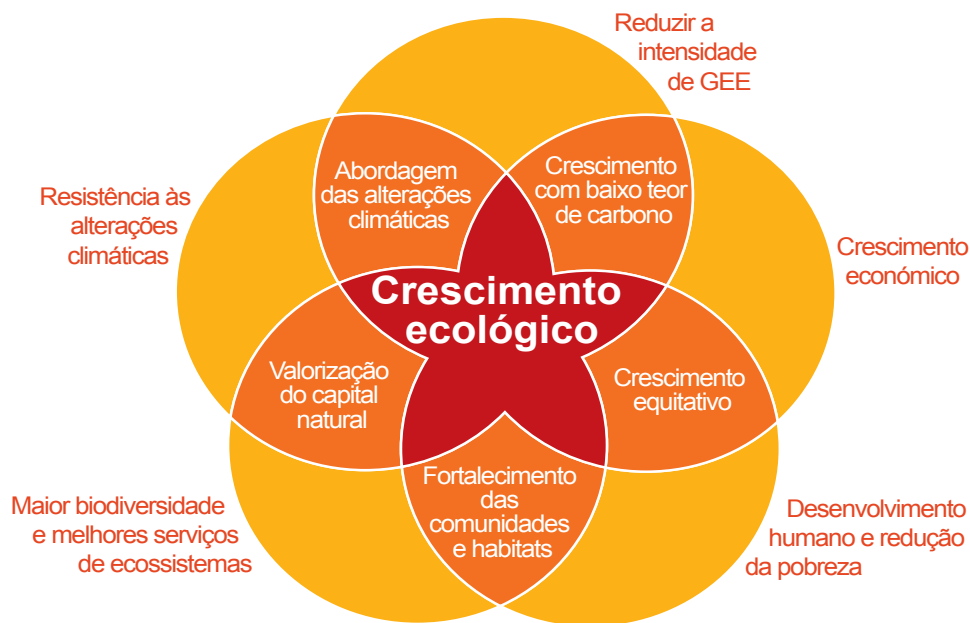 Reduzir a
intensidade
de GEE
Abordagem
das alterações
climáticas
Crescimento
com baixo teor
de carbono
Resistência às
alterações
climáticas
Crescimento
económico
Crescimento
ecológico
Valorização
do capital
natural
Crescimento
equitativo
Fortalecimento
das
comunidades
e habitats
Maior biodiversidade
e melhores serviços
de ecossistemas
Desenvolvimento
humano e redução
da pobreza